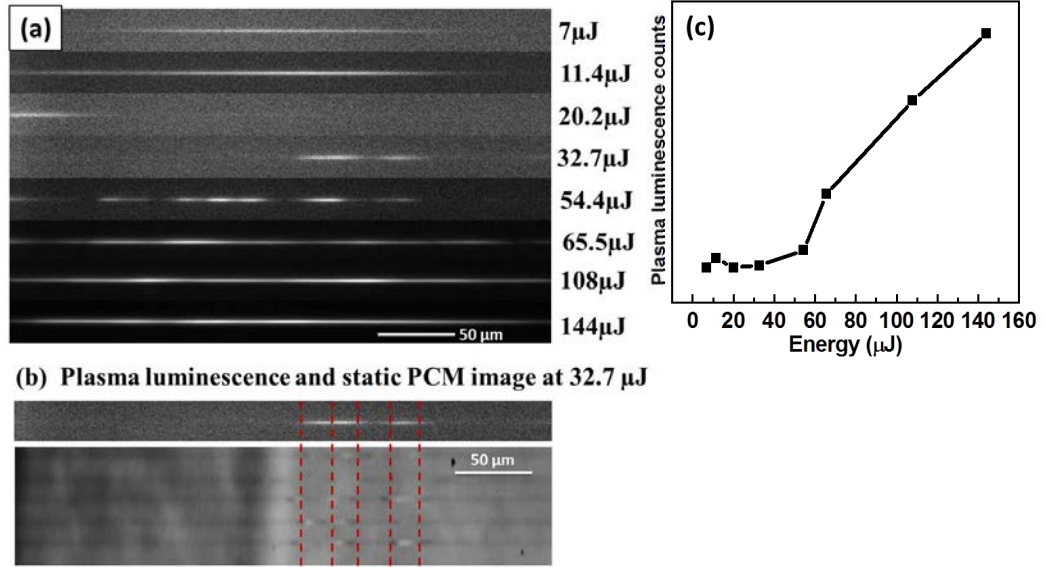 (a)
7μJ
11.4μJ
20.2μJ
32.7μJ
54.4μJ
65.5μJ
108μJ
144μJ
50 μm
(b) Plasma luminescence and static PCM image at 32.7 μJ
50 μm
(c)
Plasma luminescence counts
0 20 40 60 80 100 120 140 160
Energy (μJ)